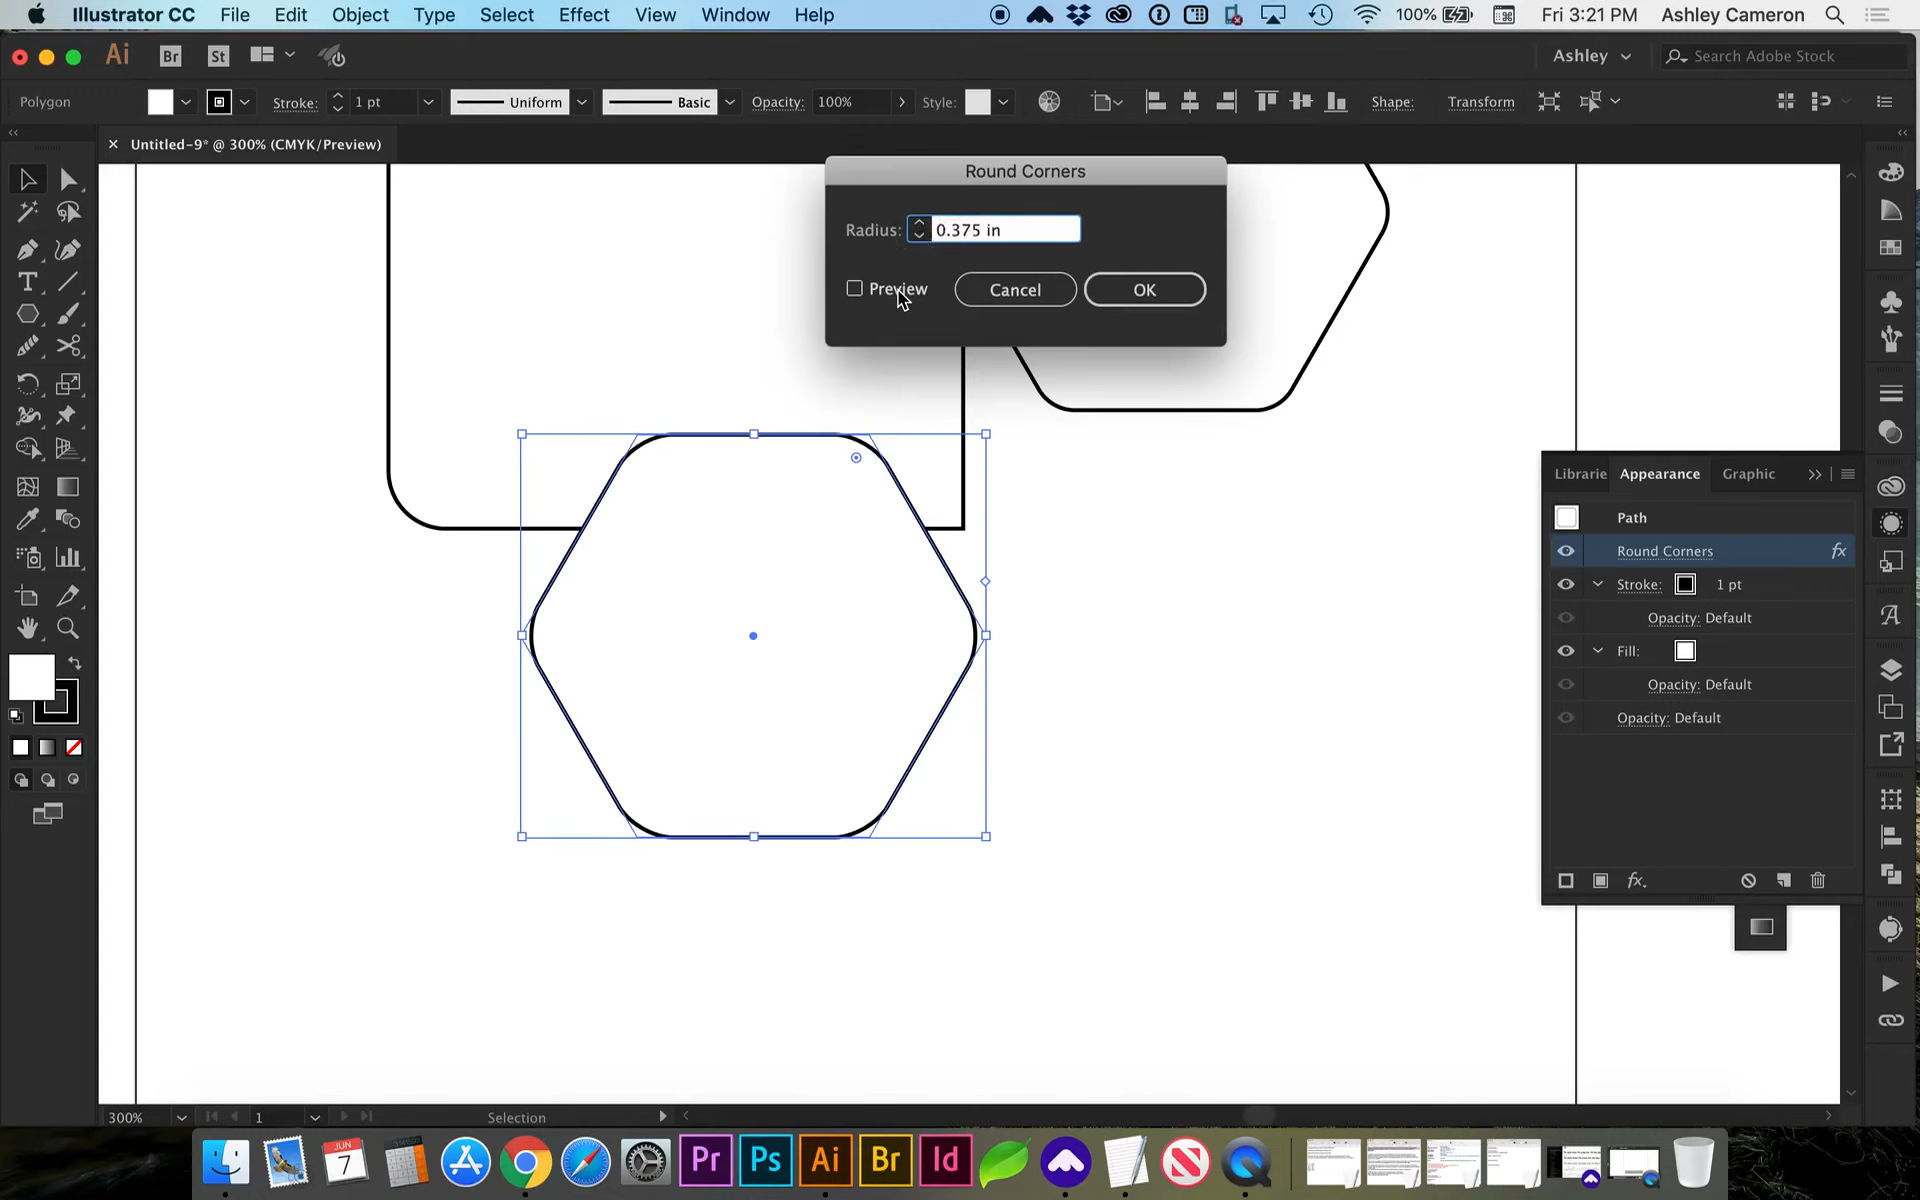 Illustrator CC File Edit Object Type Select Effect View Window Help 100% Fri 3:21 PM Ashley Cameron
Ai Br St Ashley Search Adobe Stock
Polygon Stroke: 1 pt Uniform Basic Opacity: 100% Style: Shape: Transform
× Untitled-9* @ 300% (CMYK/Preview)
Round Corners
Radius: 0.375 in
Preview Cancel OK
Librarie Appearance Graphic
Path
Round Corners fx
Stroke: 1 pt
Opacity: Default
Fill:
Opacity: Default
Opacity: Default
fx
300% 1 Selection
JUN
7
Pr Ps Ai Br Id